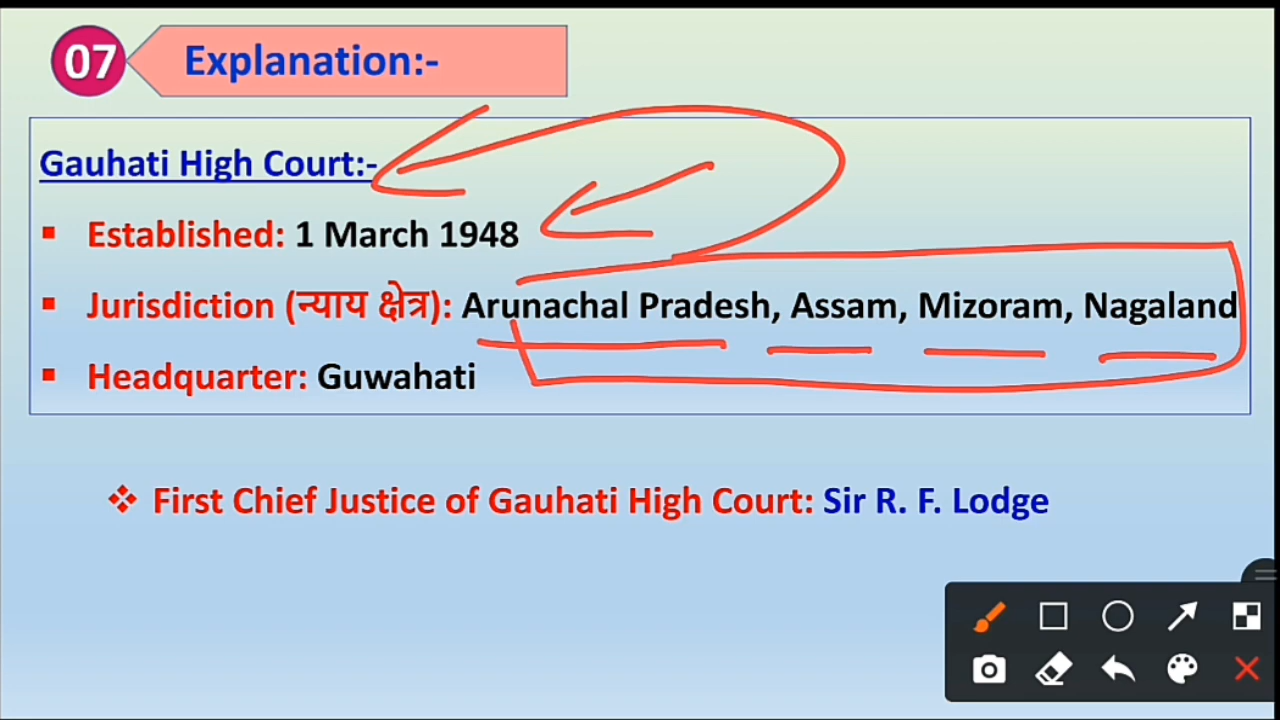 07 Explanation:-
Gauhati High Court:-
▪ Established: 1 March 1948
▪ Jurisdiction (न्याय क्षेत्र): Arunachal Pradesh, Assam, Mizoram, Nagaland
▪ Headquarter: Guwahati
❖ First Chief Justice of Gauhati High Court: Sir R. F. Lodge